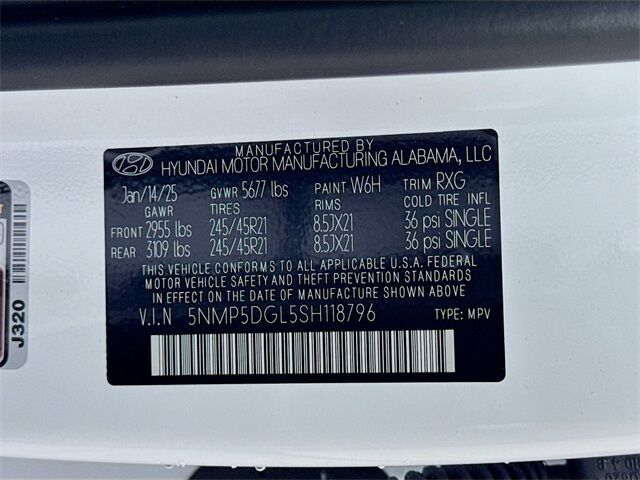 MANUFACTURED BY
HYUNDAI MOTOR MANUFACTURING ALABAMA, LLC
Jan/14/25 GVWR 5677 lbs PAINT W6H TRIM RXG
GAWR TIRES RIMS COLD TIRE INFL
FRONT 2955 lbs 245/45R21 8.5JX21 36 psi SINGLE
REAR 3109 lbs 245/45R21 8.5JX21 36 psi SINGLE
THIS VEHICLE CONFORMS TO ALL APPLICABLE U.S.A. FEDERAL
MOTOR VEHICLE SAFETY AND THEFT PREVENTION STANDARDS
IN EFFECT ON THE DATE OF MANUFACTURE SHOWN ABOVE
V.I.N 5NMP5DGL5SH118796 TYPE: MPV
J320